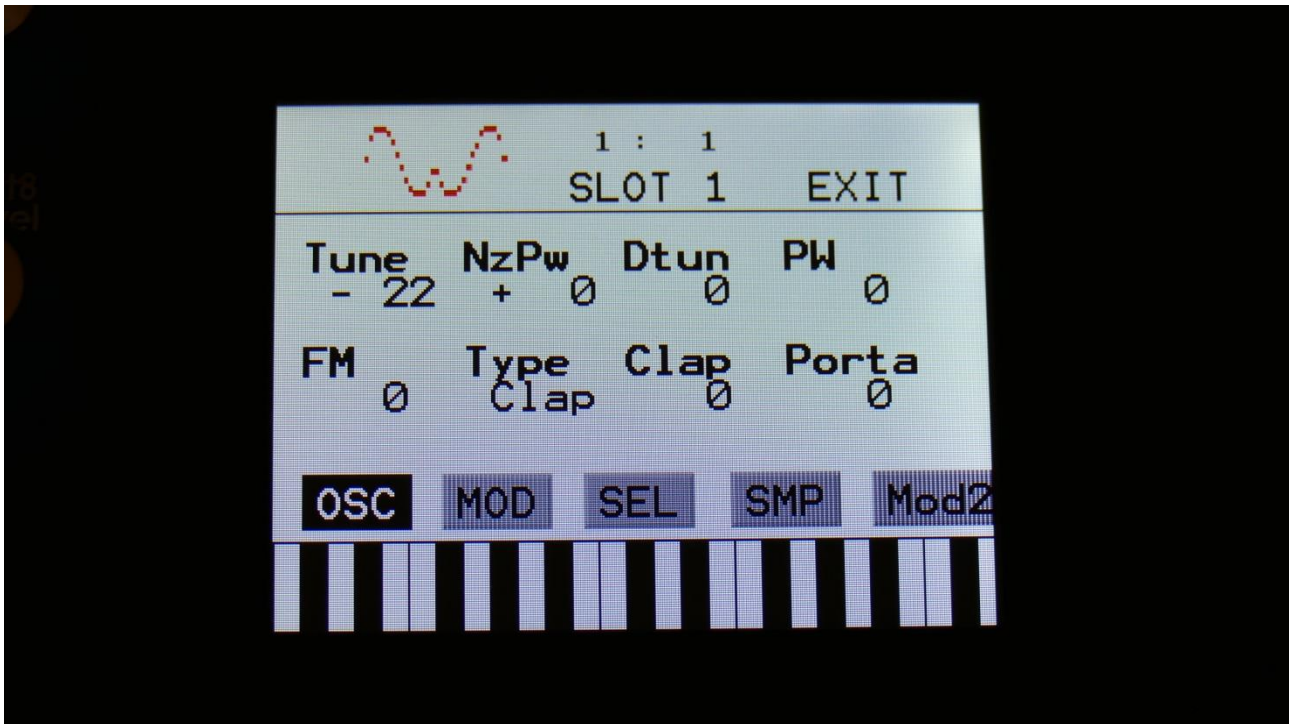 1 : 1
SLOT 1 EXIT
Tune NzPw Dtun PW
- 22 + 0 0 0
FM Type Clap Porta
0 Clap 0 0
OSC MOD SEL SMP Mod2